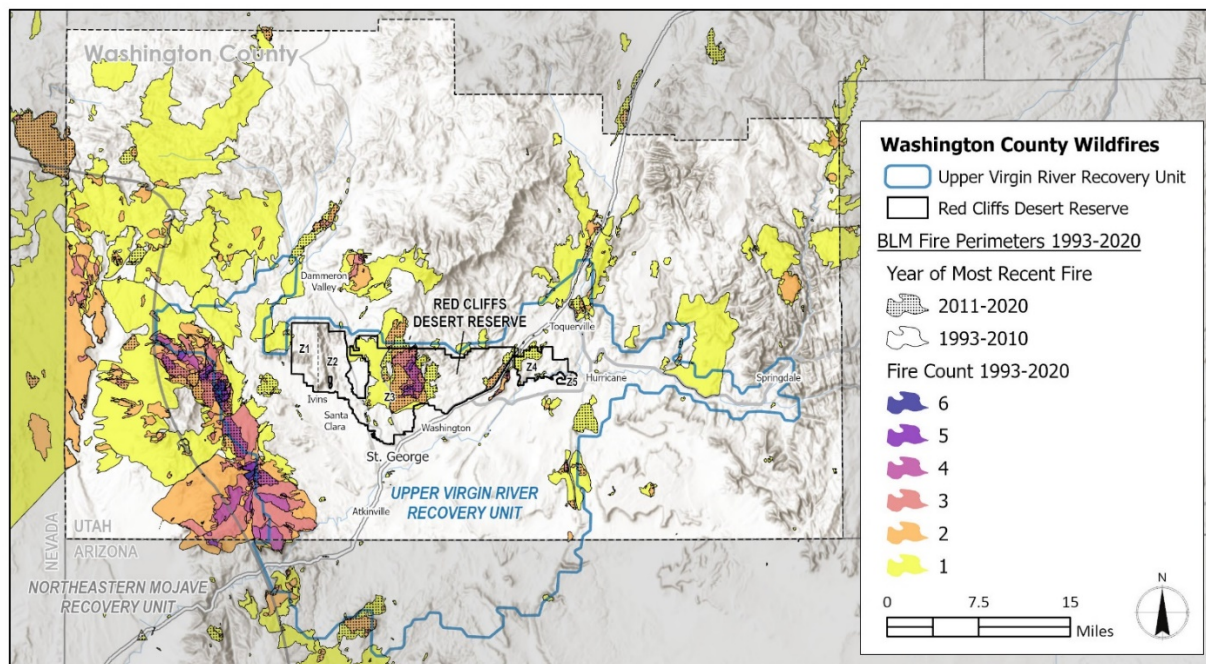 Washington County
Dammeron
Valley
RED CLIFFS
DESERT RESERVE
Toquerville
Z1
Z2
Z3
Z4
Z5
Hurricane
Springdale
Ivins
Santa
Clara
Washington
St. George
UPPER VIRGIN RIVER
RECOVERY UNIT
Atkinville
NEVADA
UTAH
ARIZONA
NORTHEASTERN MOJAVE
RECOVERY UNIT
Washington County Wildfires
Upper Virgin River Recovery Unit
Red Cliffs Desert Reserve
BLM Fire Perimeters 1993-2020
Year of Most Recent Fire
2011-2020
1993-2010
Fire Count 1993-2020
6
5
4
3
2
1
N
0 7.5 15
Miles